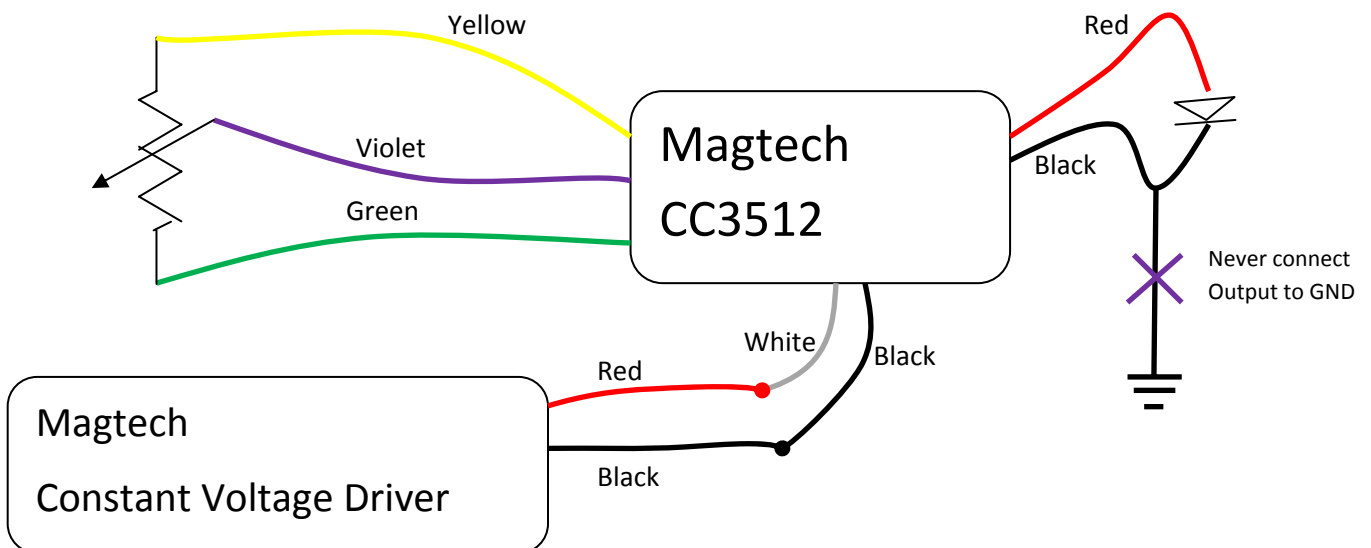 Yellow
Red
Violet
Magtech
CC3512
Black
Green
Never connect
Output to GND
White
Black
Red
Magtech
Constant Voltage Driver
Black